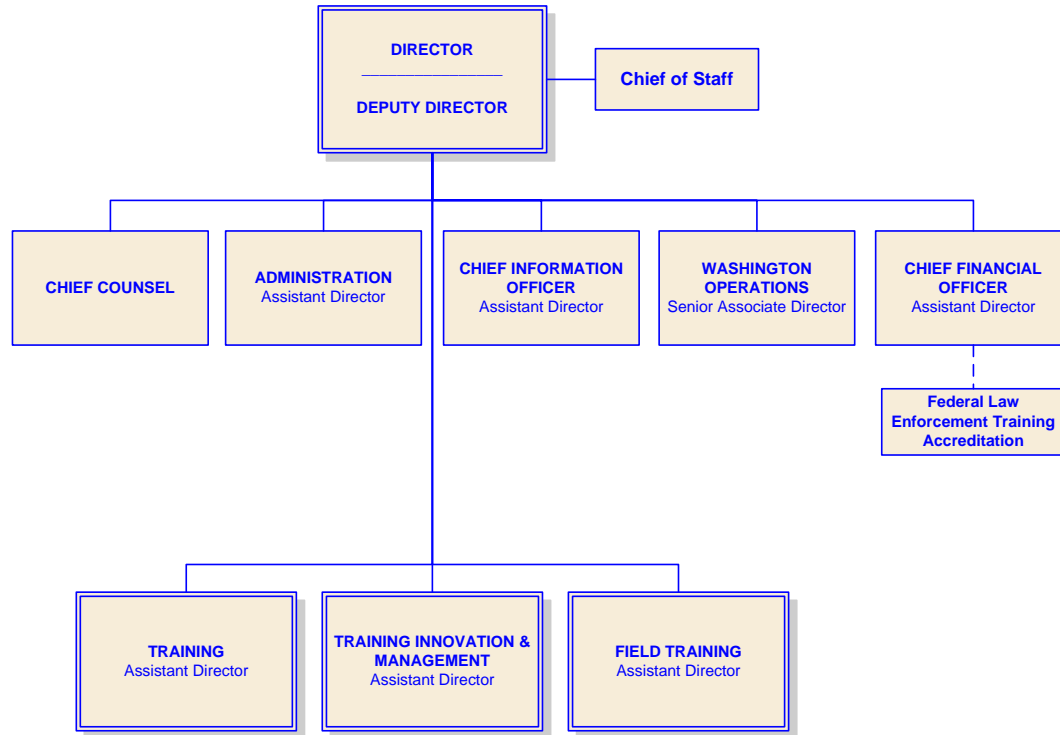 DIRECTOR
DEPUTY DIRECTOR
Chief of Staff
CHIEF COUNSEL
ADMINISTRATION
Assistant Director
CHIEF INFORMATION
OFFICER
Assistant Director
WASHINGTON
OPERATIONS
Senior Associate Director
CHIEF FINANCIAL
OFFICER
Assistant Director
Federal Law
Enforcement Training
Accreditation
TRAINING
Assistant Director
TRAINING INNOVATION &
MANAGEMENT
Assistant Director
FIELD TRAINING
Assistant Director